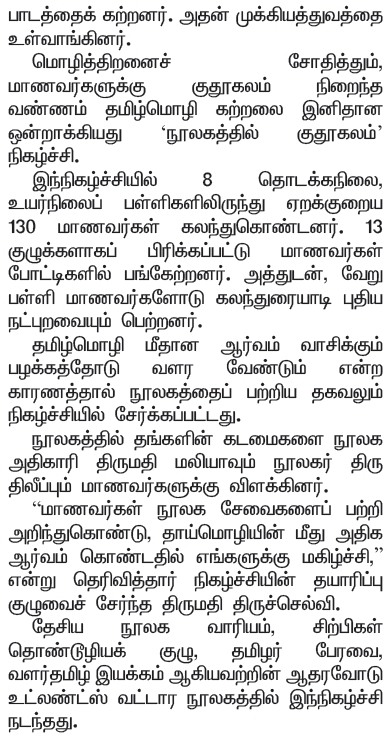 பாடத்தைக் கற்றனர். அதன் முக்கியத்துவத்தை
உள்வாங்கினர்.
மொழித்திறனைச் சோதித்தும்,
மாணவர்களுக்கு குதூகலம் நிறைந்த
வண்ணம் தமிழ்மொழி கற்றலை இனிதான
ஒன்றாக்கியது ‘நூலகத்தில் குதூகலம்’
நிகழ்ச்சி.
இந்நிகழ்ச்சியில் 8 தொடக்கநிலை,
உயர்நிலைப் பள்ளிகளிலிருந்து ஏறக்குறைய
130 மாணவர்கள் கலந்துகொண்டனர். 13
குழுக்களாகப் பிரிக்கப்பட்டு மாணவர்கள்
போட்டிகளில் பங்கேற்றனர். அத்துடன், வேறு
பள்ளி மாணவர்களோடு கலந்துரையாடி புதிய
நட்புறவையும் பெற்றனர்.
தமிழ்மொழி மீதான ஆர்வம் வாசிக்கும்
பழக்கத்தோடு வளர வேண்டும் என்ற
காரணத்தால் நூலகத்தைப் பற்றிய தகவலும்
நிகழ்ச்சியில் சேர்க்கப்பட்டது.
நூலகத்தில் தங்களின் கடமைகளை நூலக
அதிகாரி திருமதி மலியாவும் நூலகர் திரு
திலீப்பும் மாணவர்களுக்கு விளக்கினர்.
“மாணவர்கள் நூலக சேவைகளைப் பற்றி
அறிந்துகொண்டு, தாய்மொழியின் மீது அதிக
ஆர்வம் கொண்டதில் எங்களுக்கு மகிழ்ச்சி,”
என்று தெரிவித்தார் நிகழ்ச்சியின் தயாரிப்பு
குழுவைச் சேர்ந்த திருமதி திருச்செல்வி.
தேசிய நூலக வாரியம், சிற்பிகள்
தொண்டூழியக் குழு, தமிழர் பேரவை,
வளர்தமிழ் இயக்கம் ஆகியவற்றின் ஆதரவோடு
உட்லண்ட்ஸ் வட்டார நூலகத்தில் இந்நிகழ்ச்சி
நடந்தது.